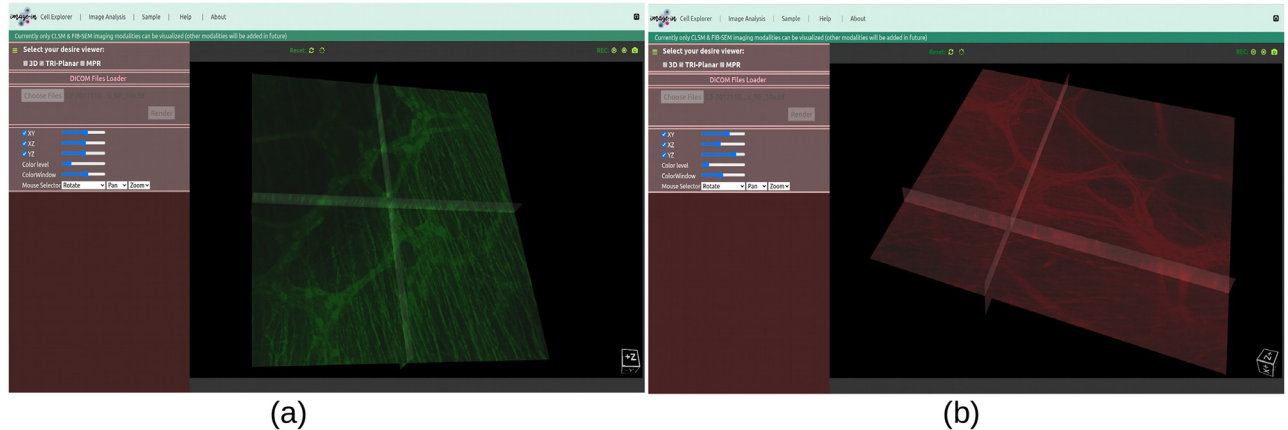 image-in Cell Explorer | Image Analysis | Sample | Help | About
Currently only CLSM & FIB-SEM imaging modalities can be visualized (other modalities will be added in future)
Select your desire viewer:
3D TRI-Planar MPR
DICOM Files Loader
Choose Files
Render
XY
XZ
YZ
Color level
ColorWindow
Mouse Selector Rotate Pan Zoom
Reset:
REC:
+Z
(a)
image-in Cell Explorer | Image Analysis | Sample | Help | About
Currently only CLSM & FIB-SEM imaging modalities can be visualized (other modalities will be added in future)
Select your desire viewer:
3D TRI-Planar MPR
DICOM Files Loader
Choose Files
Render
XY
XZ
YZ
Color level
ColorWindow
Mouse Selector Rotate Pan Zoom
Reset:
REC:
(b)